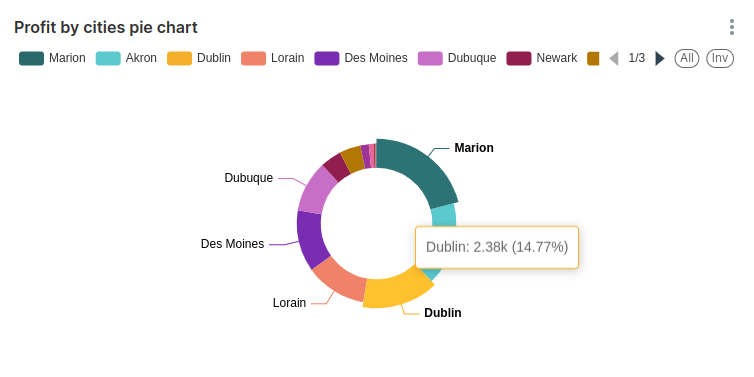 Profit by cities pie chart
Marion Akron Dublin Lorain Des Moines Dubuque Newark 1/3 All Inv
Marion
Dubuque
Des Moines
Dublin: 2.38k (14.77%)
Lorain
Dublin